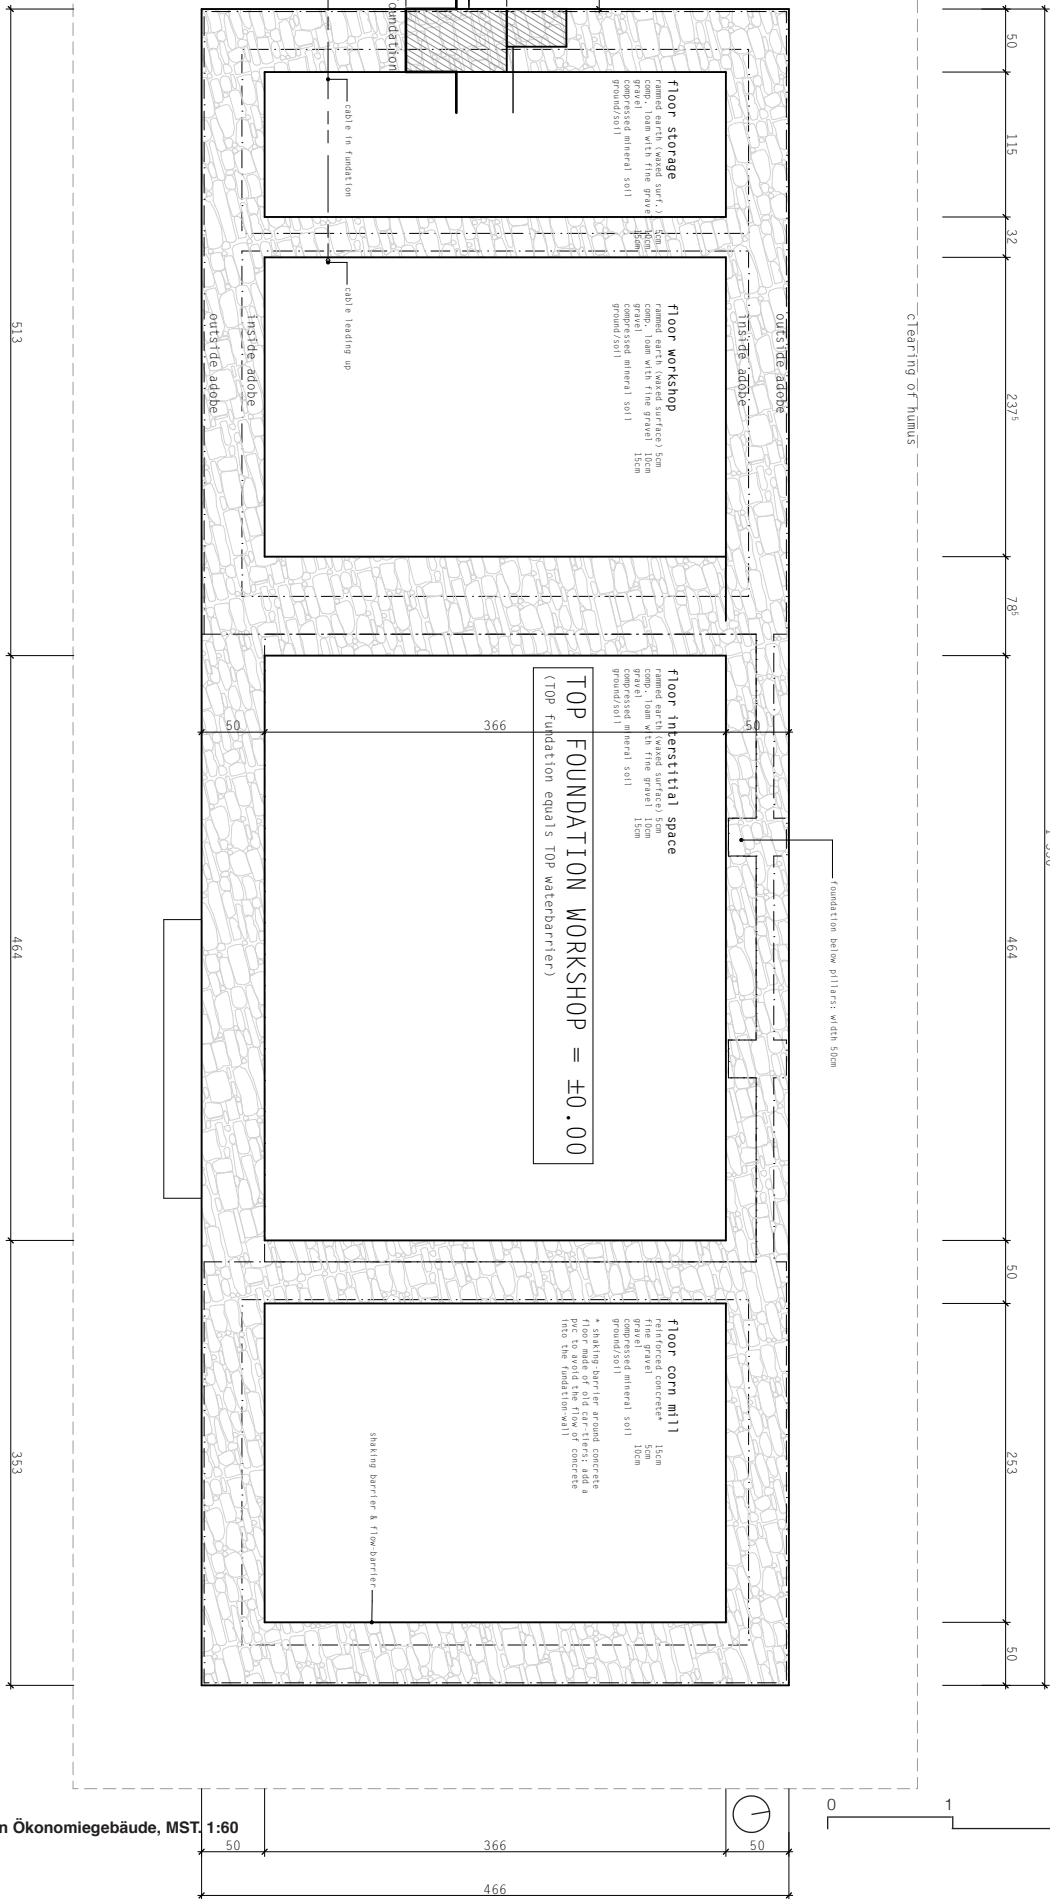 oundation
cable in fundation
floor storage
rammed earth (waxed surf.) 5cm
comp. loam with fine grave 10cm
gravel 15cm
compressed mineral soil
ground/soil
cable leading up
outside adobe
inside adobe
floor workshop
rammed earth (waxed surface) 5cm
comp. loam with fine gravel 10cm
gravel 15cm
compressed mineral soil
ground/soil
inside adobe
outside adobe
clearing of humus
floor interstitial space
rammed earth (waxed surface) 5cm
comp. loam with fine gravel 10cm
gravel 15cm
compressed mineral soil
ground/soil
TOP FOUNDATION WORKSHOP = ±0.00
(TOP fundation equals TOP waterbarrier)
foundation below pillars: width 50cm
floor corn mill
reinforced concrete* 15cm
fine gravel 5cm
gravel 10cm
compressed mineral soil
ground/soil
* shaking-barrier around concrete
floor made of old car-tiers; add a
pvc to avoid the flow of concrete
into the fundation-wall
shaking barrier & flow-barrier
513
464
353
50
115
32
237⁵
78⁵
464
50
253
50
50 366 50
n Ökonomiegebäude, MST. 1:60
0 1
50 366 50
466